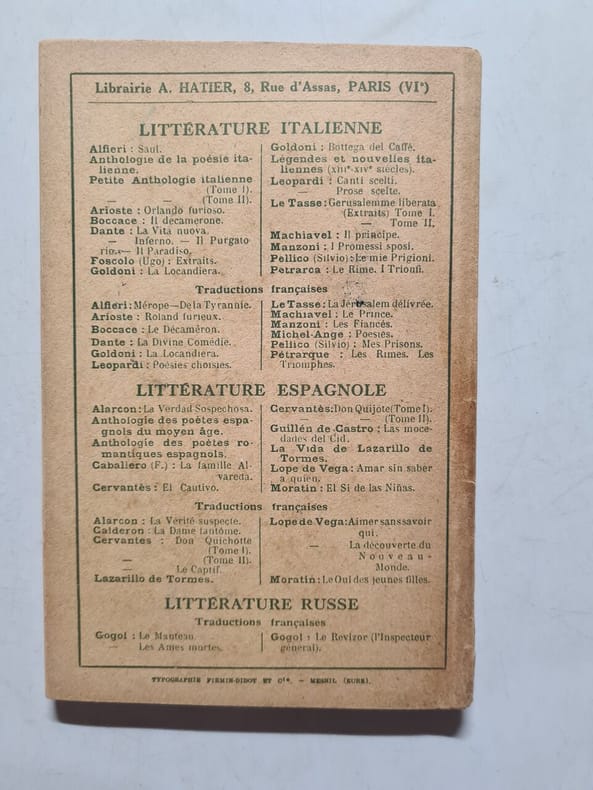 Librairie A. HATIER, 8, Rue d'Assas, PARIS (VIe)
LITTÉRATURE ITALIENNE
Alfieri : Saul.
Anthologie de la poésie ita-
lienne.
Petite Anthologie italienne
(Tome I).
— — (Tome II).
Arioste : Orlando furioso.
Boccace : Il decamerone.
Dante : La Vita nuova.
— Inferno. — Il Purgato
rio. — Il Paradiso.
Foscolo (Ugo) : Extraits.
Goldoni : La Locandiera.
Goldoni : Bottega del Caffé.
Légendes et nouvelles ita-
liennes (XIIIe-XIVe siècles).
Leopardi : Canti scelti.
— Prose scelte.
Le Tasse : Gerusalemme liberata
(Extraits) Tome I.
— Tome II.
Machiavel : Il principe.
Manzoni : I Promessi sposi.
Pellico (Silvio) : Le mie Prigioni.
Petrarca : Le Rime. I Trionfi.
Traductions françaises
Alfieri : Mérope — De la Tyrannie.
Arioste : Roland furieux.
Boccace : Le Décaméron.
Dante : La Divine Comédie.
Goldoni : La Locandiera.
Leopardi : Poésies choisies.
Le Tasse : La Jérusalem délivrée.
Machiavel : Le Prince.
Manzoni : Les Fiancés.
Michel-Ange : Poésies.
Pellico (Silvio) : Mes Prisons.
Pétrarque : Les Rimes. Les
Triomphes.
LITTÉRATURE ESPAGNOLE
Alarcon : La Verdad Sospechosa.
Anthologie des poètes espa-
gnols du moyen âge.
Anthologie des poètes ro-
mantiques espagnols.
Caballero (F.) : La famille Al-
vareda.
Cervantès : El Cautivo.
Cervantès : Don Quijote (Tome I).
— (Tome II).
Guillén de Castro : Las moce-
dades del Cid.
La Vida de Lazarillo de
Tormes.
Lope de Vega : Amar sin saber
a quien.
Moratin : El Si de las Niñas.
Traductions françaises
Alarcon : La Vérité suspecte.
Calderon : La Dame fantôme.
Cervantes : Don Quichotte
(Tome I).
— (Tome II).
— Le Captif.
Lazarillo de Tormes.
Lope de Vega : Aimer sans savoir
qui.
— La découverte du
Nouveau-
Monde.
Moratin : Le Oui des jeunes filles.
LITTÉRATURE RUSSE
Traductions françaises
Gogol : Le Manteau.
— Les Ames mortes.
Gogol : Le Revizor (l'Inspecteur
général).
TYPOGRAPHIE FIRMIN-DIDOT ET Cie. — MESNIL (EURE).